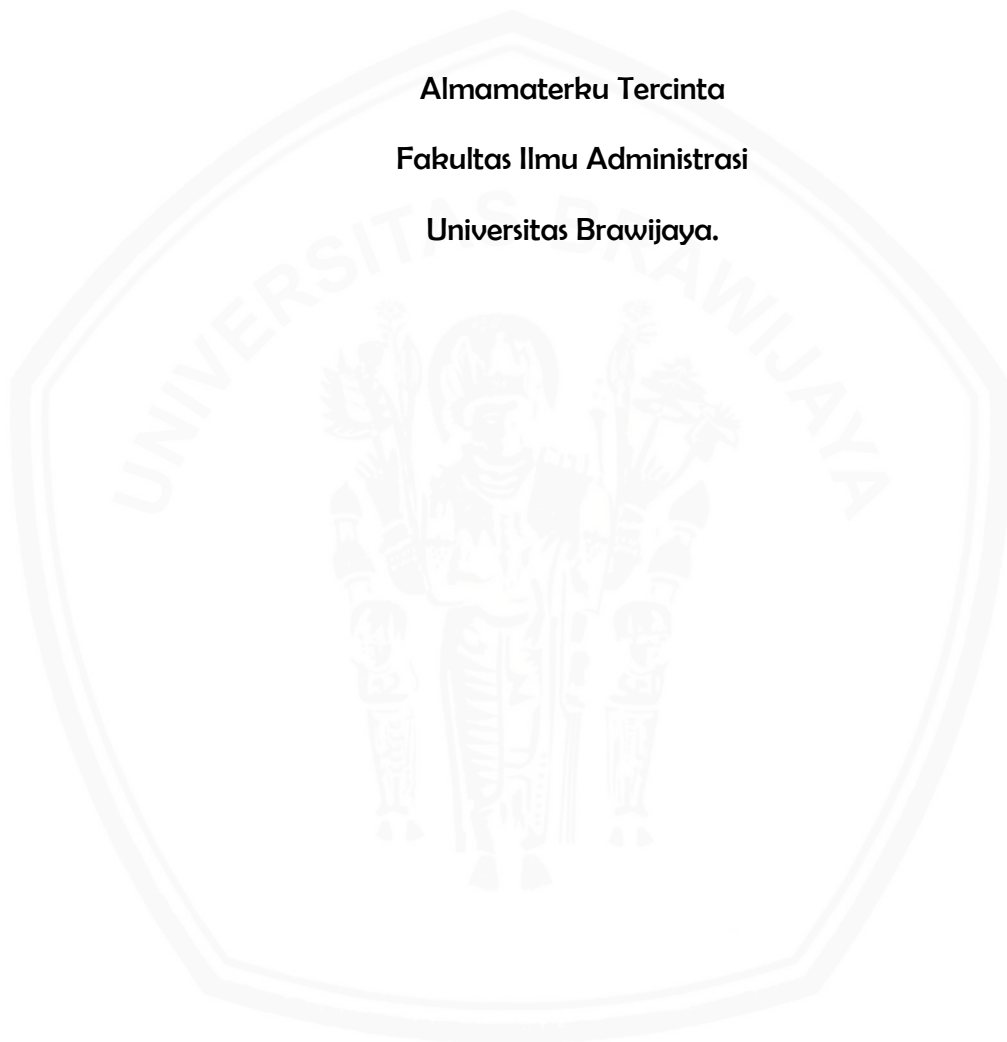 Almamaterku Tercinta
Fakultas Ilmu Administrasi
Universitas Brawijaya.
UNIVERSITAS BRAWIJAYA